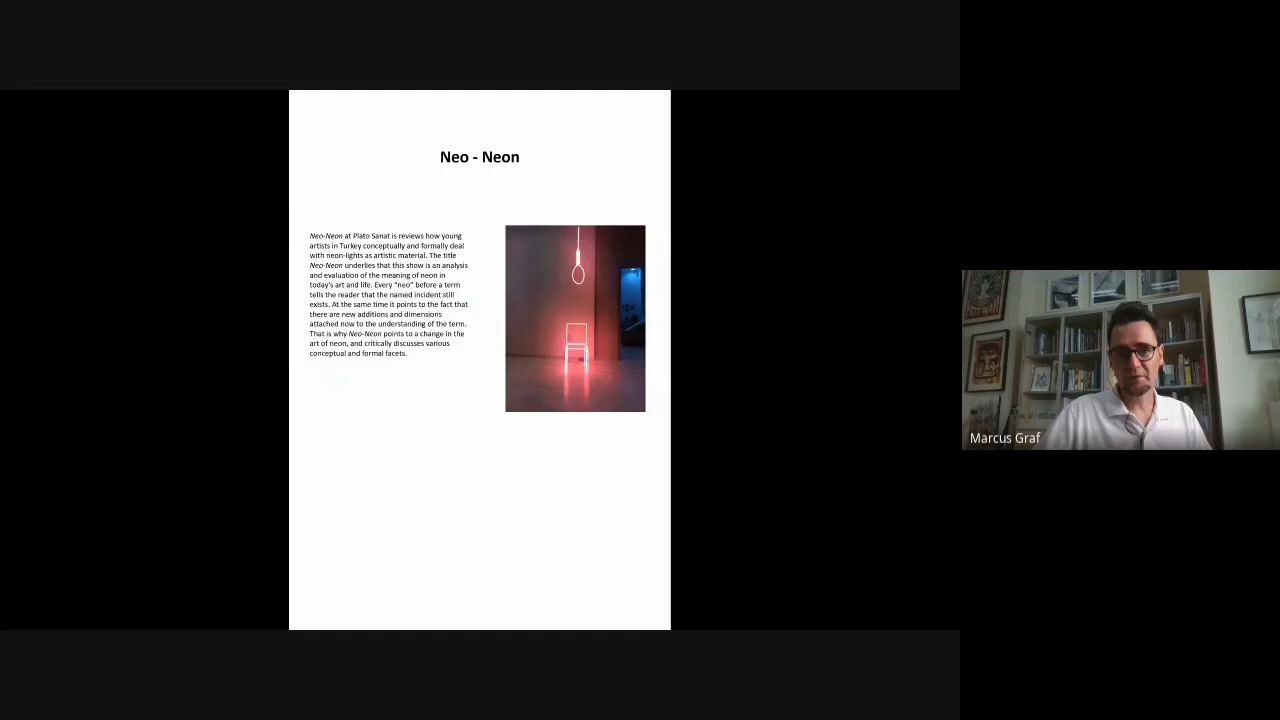 Neo - Neon
Neo-Neon at Plato Sanat is reviews how young
artists in Turkey conceptually and formally deal
with neon-lights as artistic material. The title
Neo-Neon underlies that this show is an analysis
and evaluation of the meaning of neon in
today's art and life. Every “neo” before a term
tells the reader that the named incident still
exists. At the same time it points to the fact that
there are new additions and dimensions
attached now to the understanding of the term.
That is why Neo-Neon points to a change in the
art of neon, and critically discusses various
conceptual and formal facets.
NOT WAR
Marcus Graf